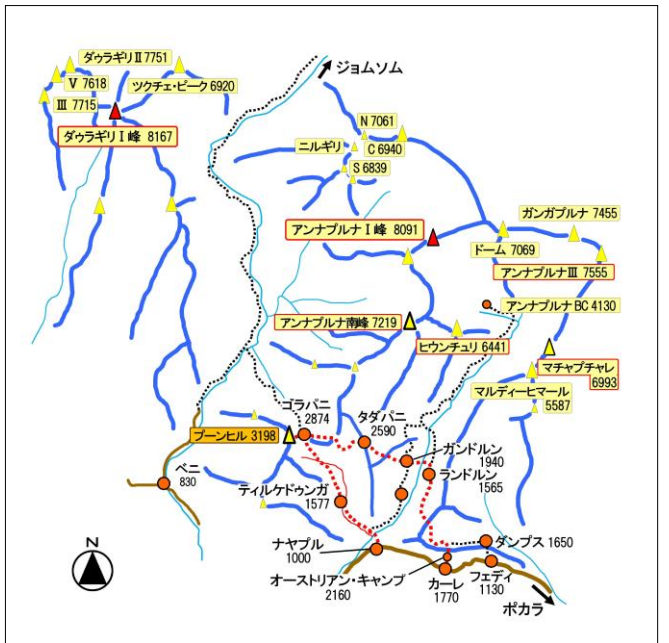 ジョムソム
ダウラギリⅡ 7751
Ⅴ 7618
ツクチェ・ピーク 6920
Ⅲ 7715
ダウラギリⅠ峰 8167
N 7061
ニルギリ
C 6940
S 6839
ガンガプルナ 7455
アンナプルナⅠ峰 8091
ドーム 7069
アンナプルナⅢ 7555
アンナプルナ BC 4130
アンナプルナ南峰 7219
ヒウンチュリ 6441
マチャプチャレ
6993
マルディーヒマール
5587
ゴラパニ
2874
タダパニ
2590
プーンヒル 3198
ガンドルン
1940
ランドルン
1565
ベニ
830
ティルケドゥンガ
1577
ダンプス 1650
ナヤプル
1000
オーストリアン・キャンプ
2160
カーレ
1770
フェディ
1130
ポカラ
N